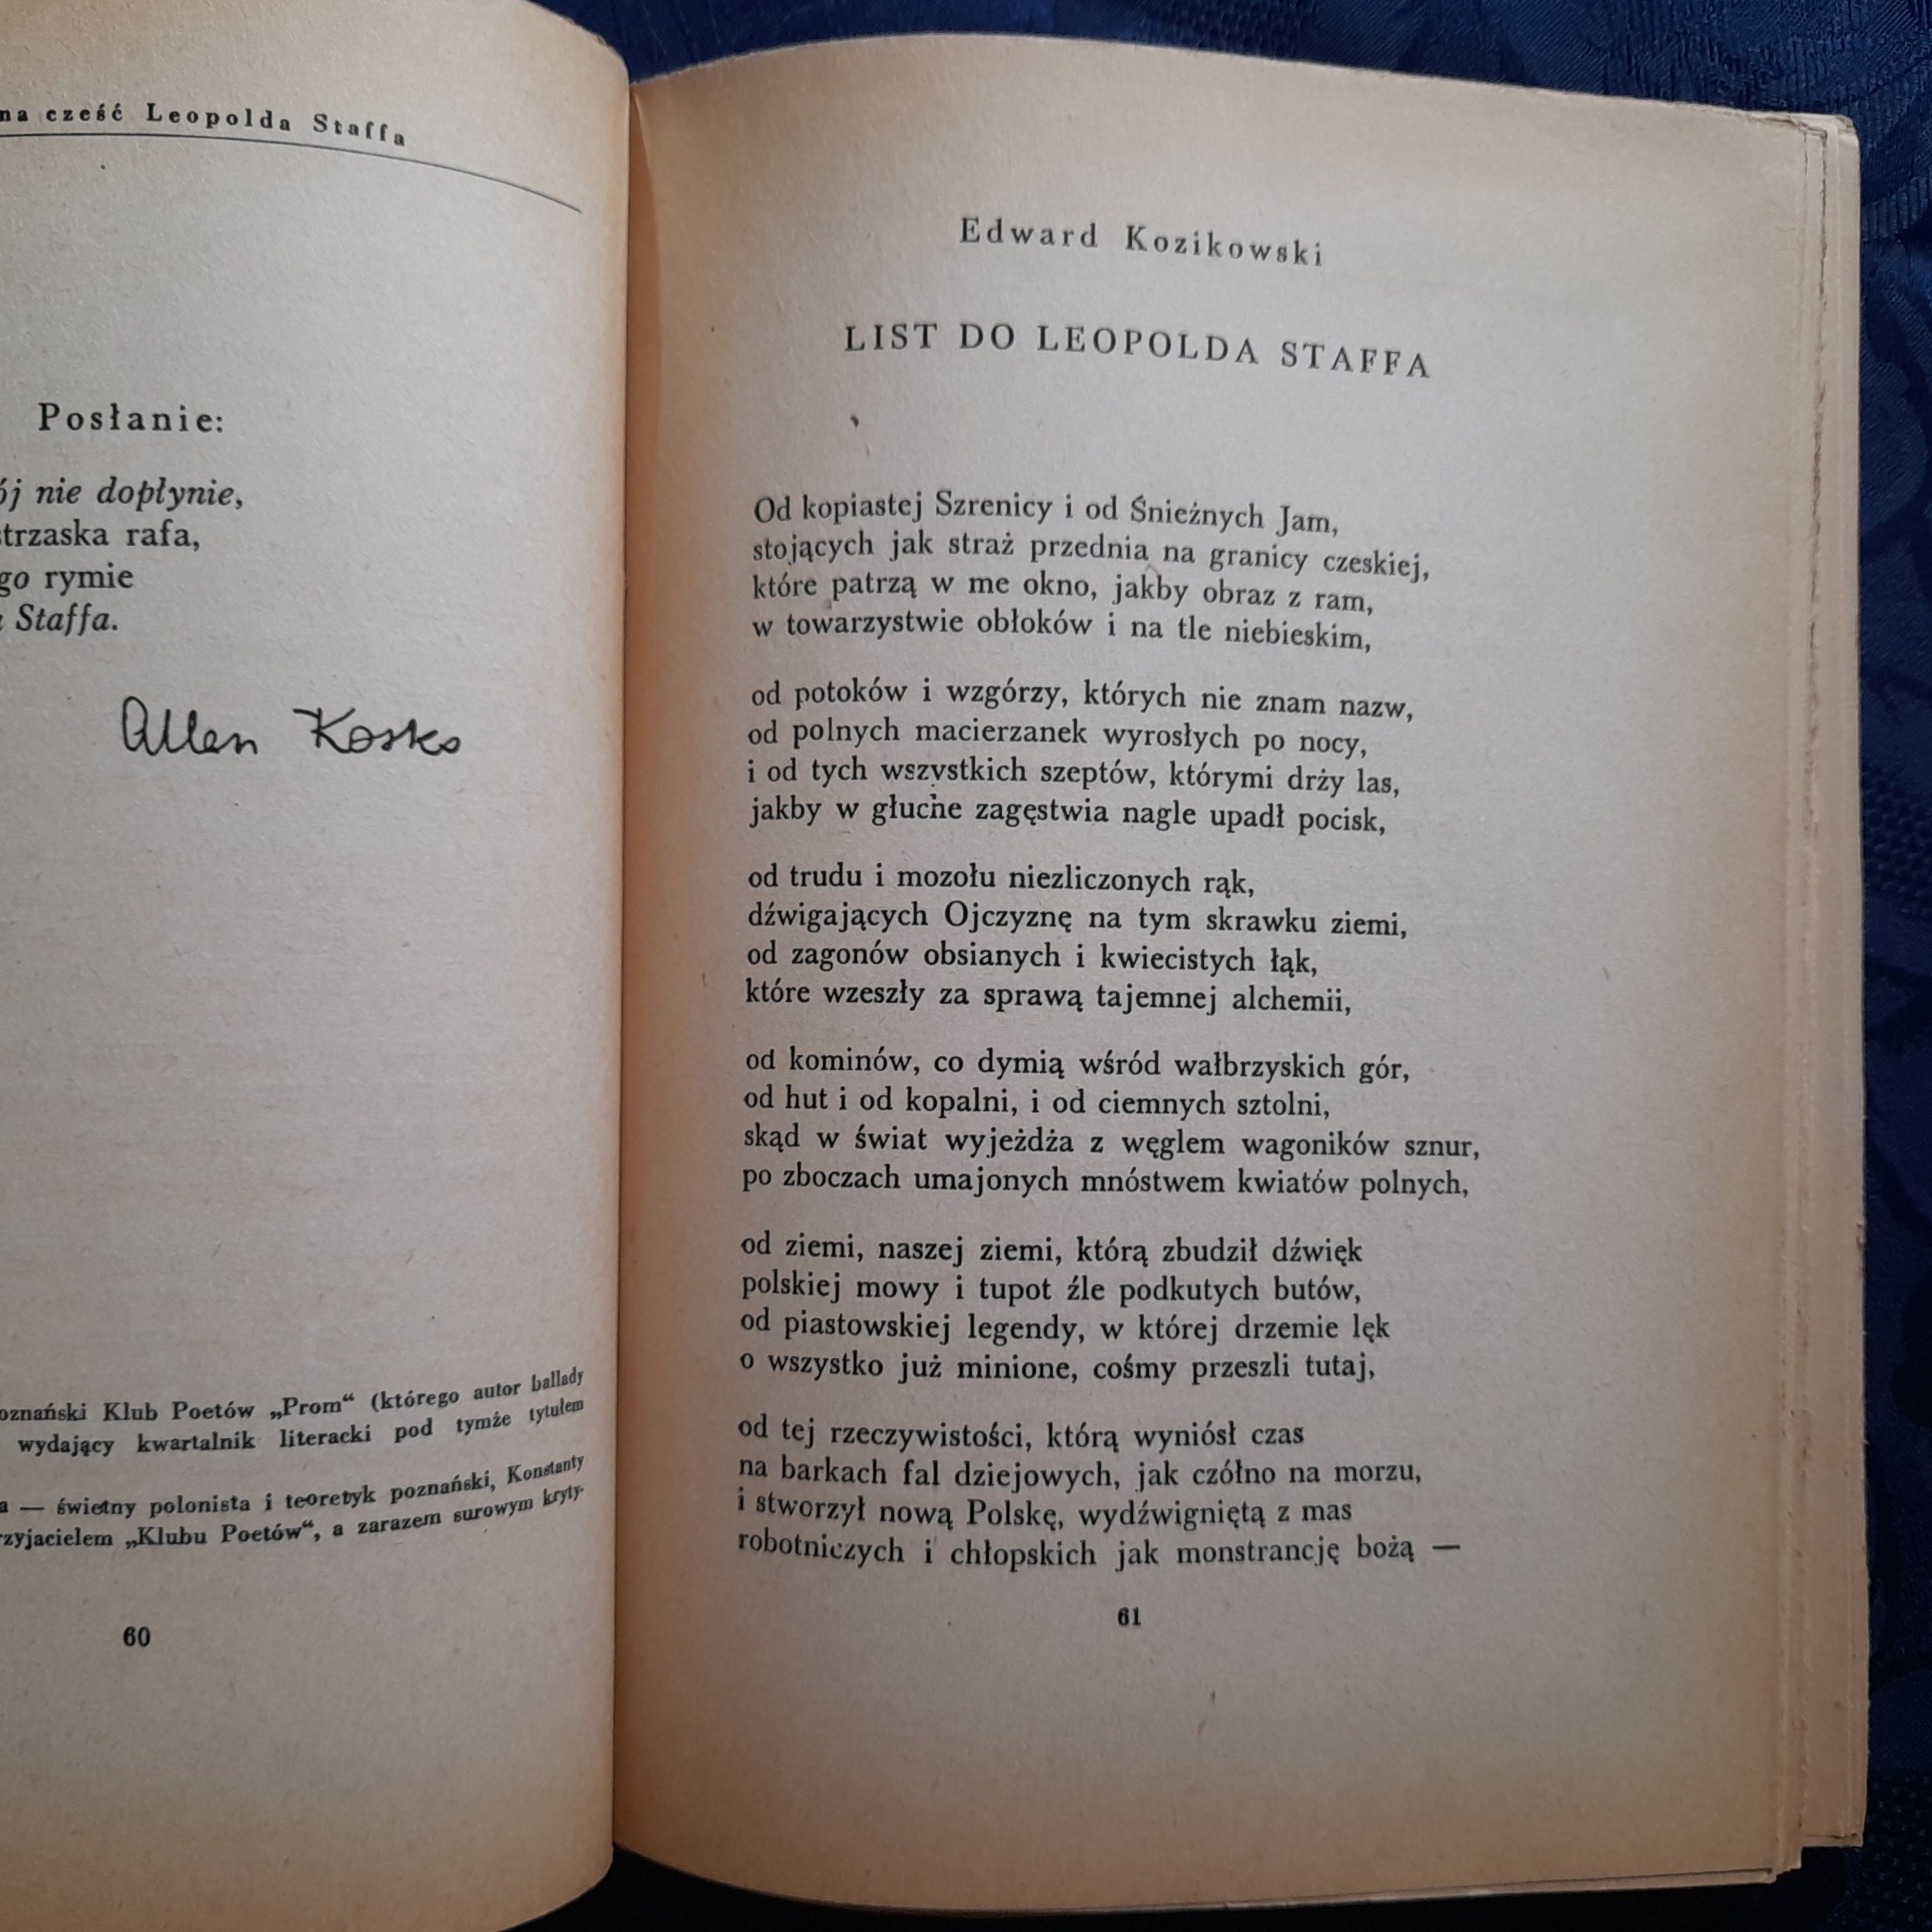 na cześć Leopolda Staffa
Posłanie:
nie dopłynie,
strzaska rafa,
rymie
Staffa.
Allan Kosko
Klub Poetów „Prom“ (którego autor ballady
wydający kwartalnik literacki pod tymże tytułem
— świetny polonista i teoretyk poznański, Konstanty
„Klubu Poetów“, a zarazem surowym kryty-
60
Edward Kozikowski
LIST DO LEOPOLDA STAFFA
Od kopiastej Szrenicy i od Śnieżnych Jam,
stojących jak straż przednia na granicy czeskiej,
które patrzą w me okno, jakby obraz z ram,
w towarzystwie obłoków i na tle niebieskim,
od potoków i wzgórzy, których nie znam nazw,
od polnych macierzanek wyrosłych po nocy,
i od tych wszystkich szeptów, którymi drży las,
jakby w głuche zagęstwia nagle upadł pocisk,
od trudu i mozołu niezliczonych rąk,
dźwigających Ojczyznę na tym skrawku ziemi,
od zagonów obsianych i kwiecistych łąk,
które wzeszły za sprawą tajemnej alchemii,
od kominów, co dymią wśród wałbrzyskich gór,
od hut i od kopalni, i od ciemnych sztolni,
skąd w świat wyjeżdża z węglem wagoników sznur,
po zboczach umajonych mnóstwem kwiatów polnych,
od ziemi, naszej ziemi, którą zbudził dźwięk
polskiej mowy i tupot źle podkutych butów,
od piastowskiej legendy, w której drzemie lęk
o wszystko już minione, cośmy przeszli tutaj,
od tej rzeczywistości, którą wyniósł czas
na barkach fal dziejowych, jak czółno na morzu,
i stworzył nową Polskę, wydźwigniętą z mas
robotniczych i chłopskich jak monstrancję bożą —
61